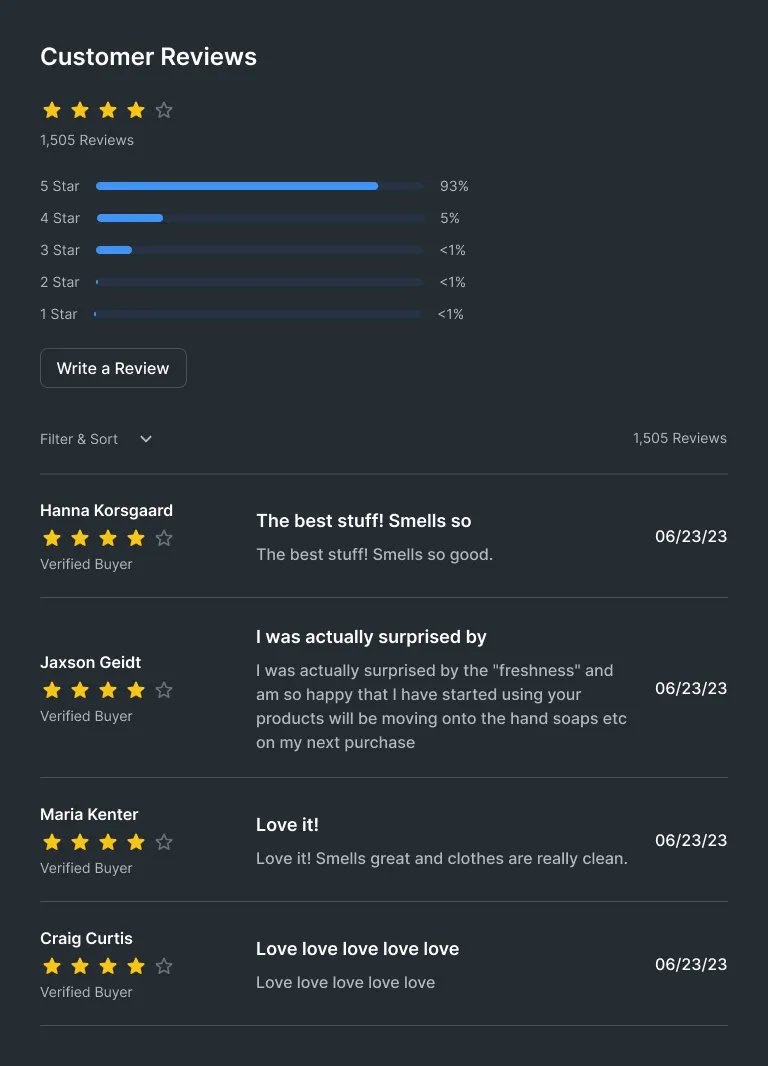 Customer Reviews
1,505 Reviews
5 Star 93%
4 Star 5%
3 Star <1%
2 Star <1%
1 Star <1%
Write a Review
Filter & Sort 1,505 Reviews
Hanna Korsgaard
Verified Buyer
The best stuff! Smells so
The best stuff! Smells so good.
06/23/23
Jaxson Geidt
Verified Buyer
I was actually surprised by
I was actually surprised by the "freshness" and
am so happy that I have started using your
products will be moving onto the hand soaps etc
on my next purchase
06/23/23
Maria Kenter
Verified Buyer
Love it!
Love it! Smells great and clothes are really clean.
06/23/23
Craig Curtis
Verified Buyer
Love love love love love
Love love love love love
06/23/23